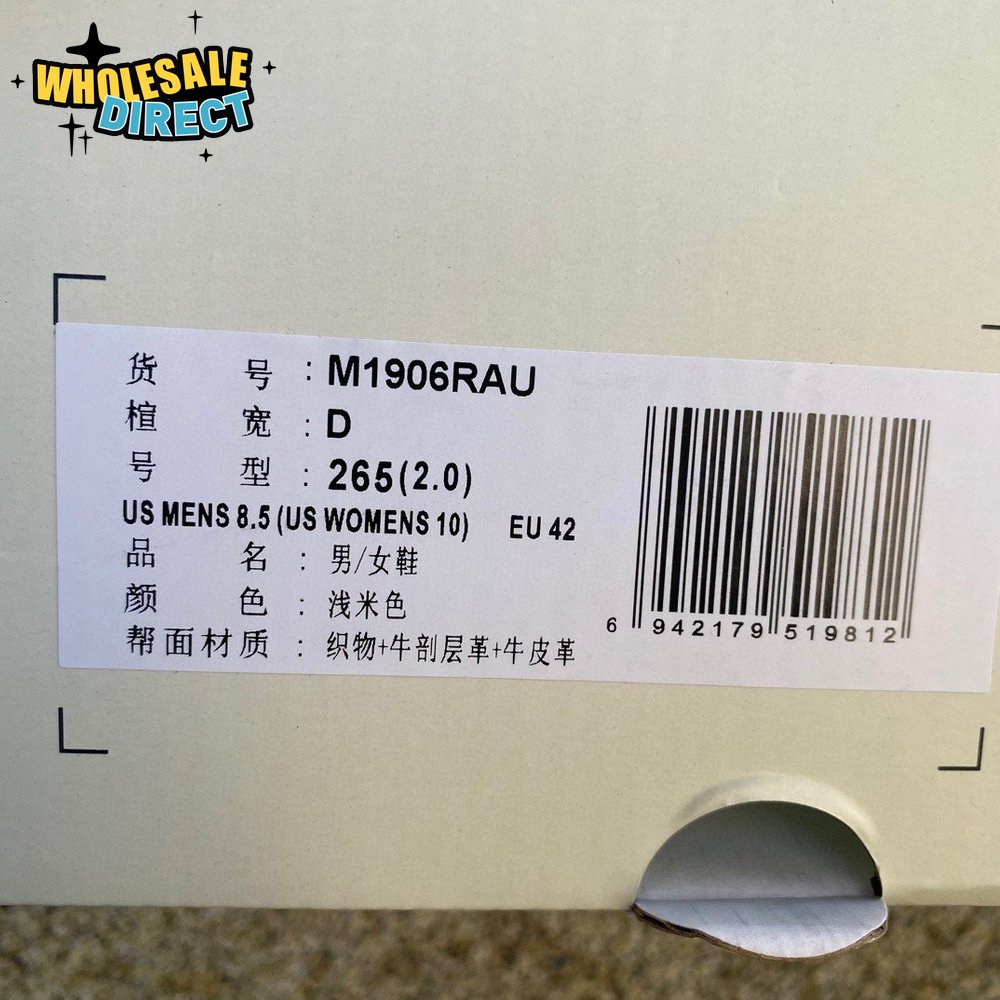 WHOLESALE
DIRECT
货 号 : M1906RAU
楦 宽 : D
号 型 : 265(2.0)
US MENS 8.5 (US WOMENS 10) EU 42
品 名 : 男/女鞋
颜 色 : 浅米色
帮面材质 : 织物+牛剖层革+牛皮革
6 942179 519812